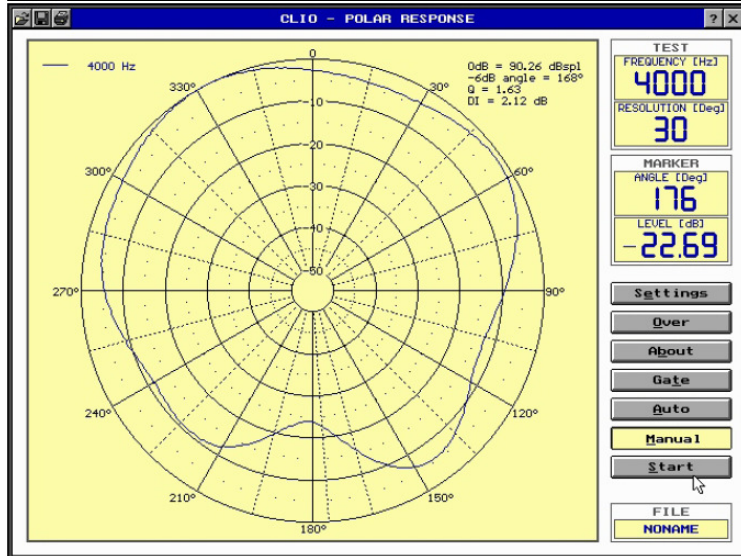 CLIO - POLAR RESPONSE
? X
4000 Hz
0dB = 90.26 dBspl
-6dB angle = 168°
Q = 1.63
DI = 2.12 dB
0
330°
30°
-10
-20
300°
60°
-30
-40
-50
270°
90°
240°
120°
210°
150°
180°
TEST
FREQUENCY [Hz]
4000
RESOLUTION [Deg]
30
MARKER
ANGLE [Deg]
176
LEVEL [dB]
-22.69
Settings
Over
About
Gate
Auto
Manual
Start
FILE
NONAME